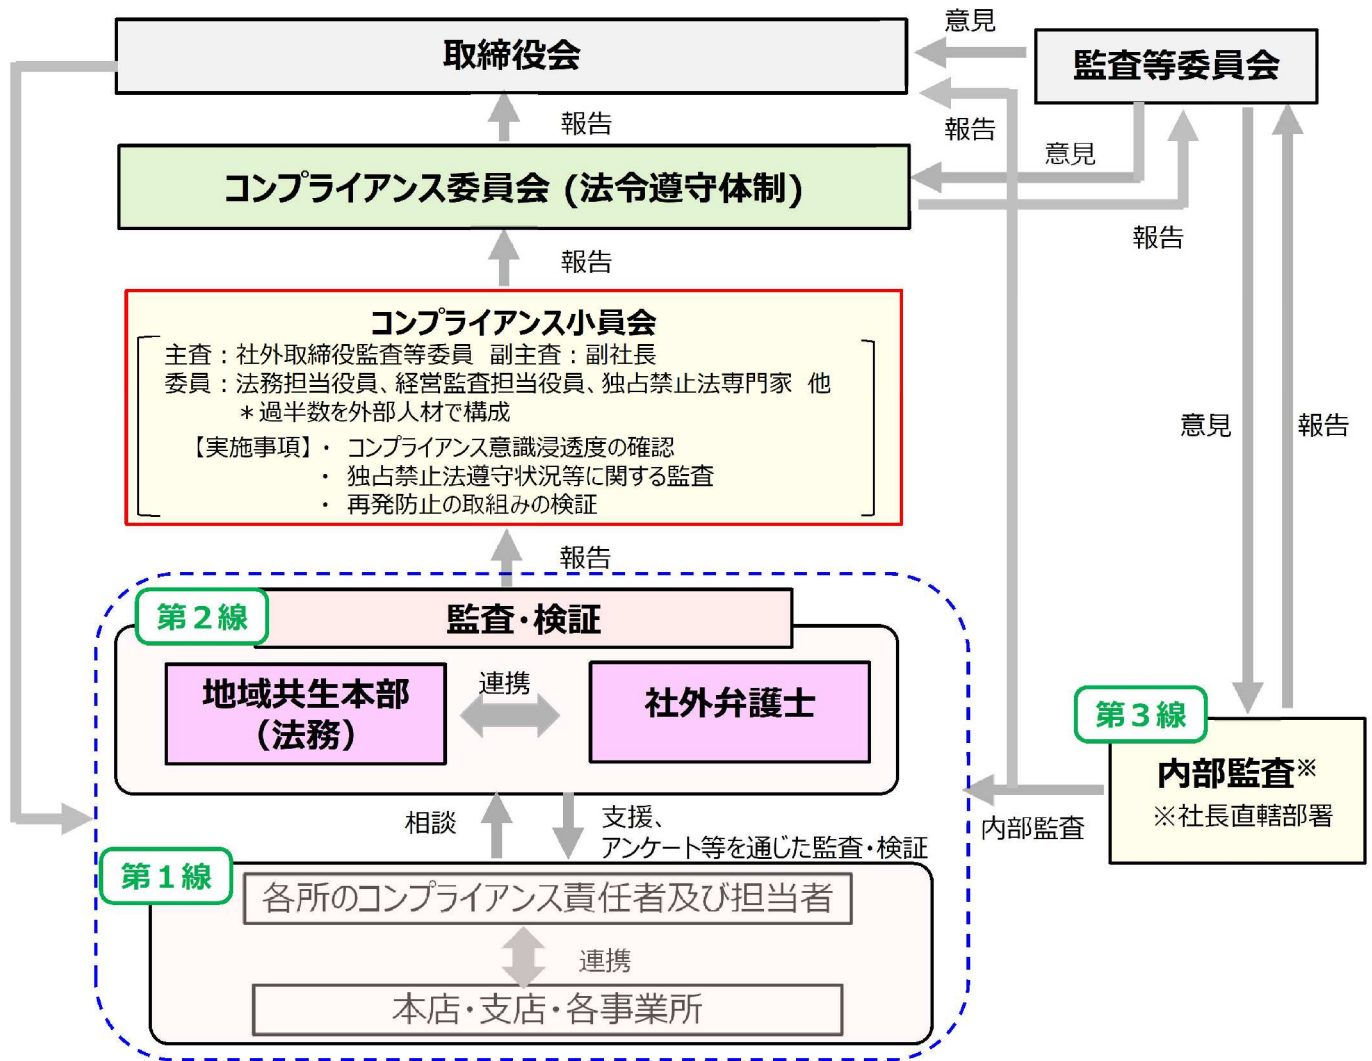 取締役会
意見
監査等委員会
報告
報告
意見
コンプライアンス委員会 (法令遵守体制)
報告
報告
コンプライアンス小員会
主査：社外取締役監査等委員 副主査：副社長
委員：法務担当役員、経営監査担当役員、独占禁止法専門家 他
＊過半数を外部人材で構成
【実施事項】・ コンプライアンス意識浸透度の確認
・ 独占禁止法遵守状況等に関する監査
・ 再発防止の取組みの検証
意見
報告
報告
第２線
監査・検証
地域共生本部
（法務）
連携
社外弁護士
第３線
内部監査※
※社長直轄部署
内部監査
相談
支援、
アンケート等を通じた監査・検証
第１線
各所のコンプライアンス責任者及び担当者
連携
本店・支店・各事業所